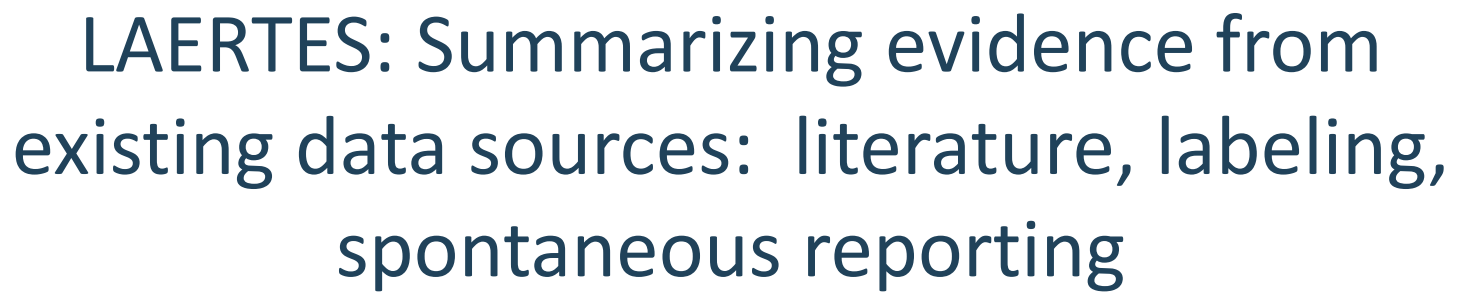 LAERTES: Summarizing evidence from
existing data sources:  literature, labeling,
spontaneous reporting